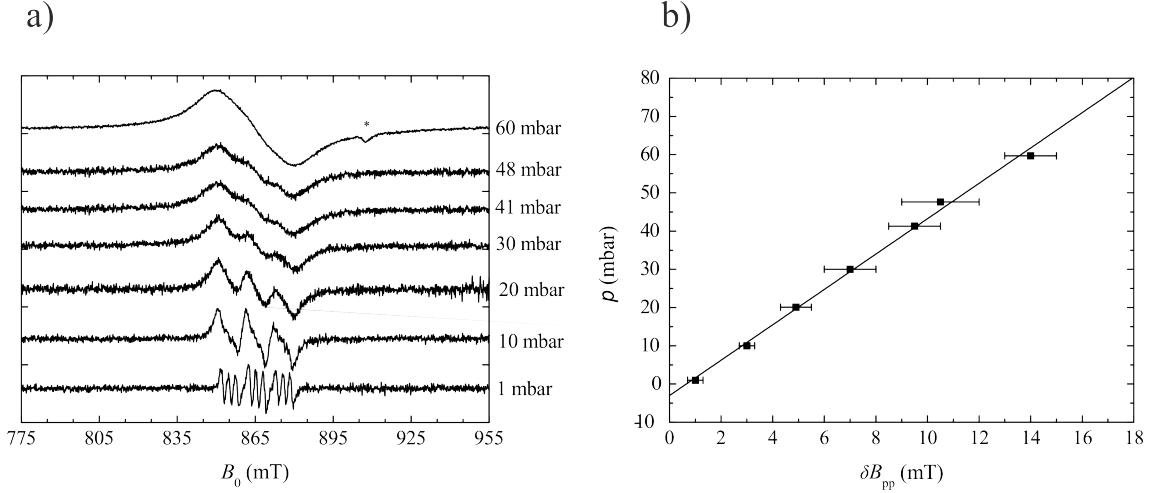 a)
*
60 mbar
48 mbar
41 mbar
30 mbar
20 mbar
10 mbar
1 mbar
775 805 835 865 895 925 955
B0 (mT)
b)
80
70
60
50
40
30
20
10
0
-10
p (mbar)
0 2 4 6 8 10 12 14 16 18
δBpp (mT)